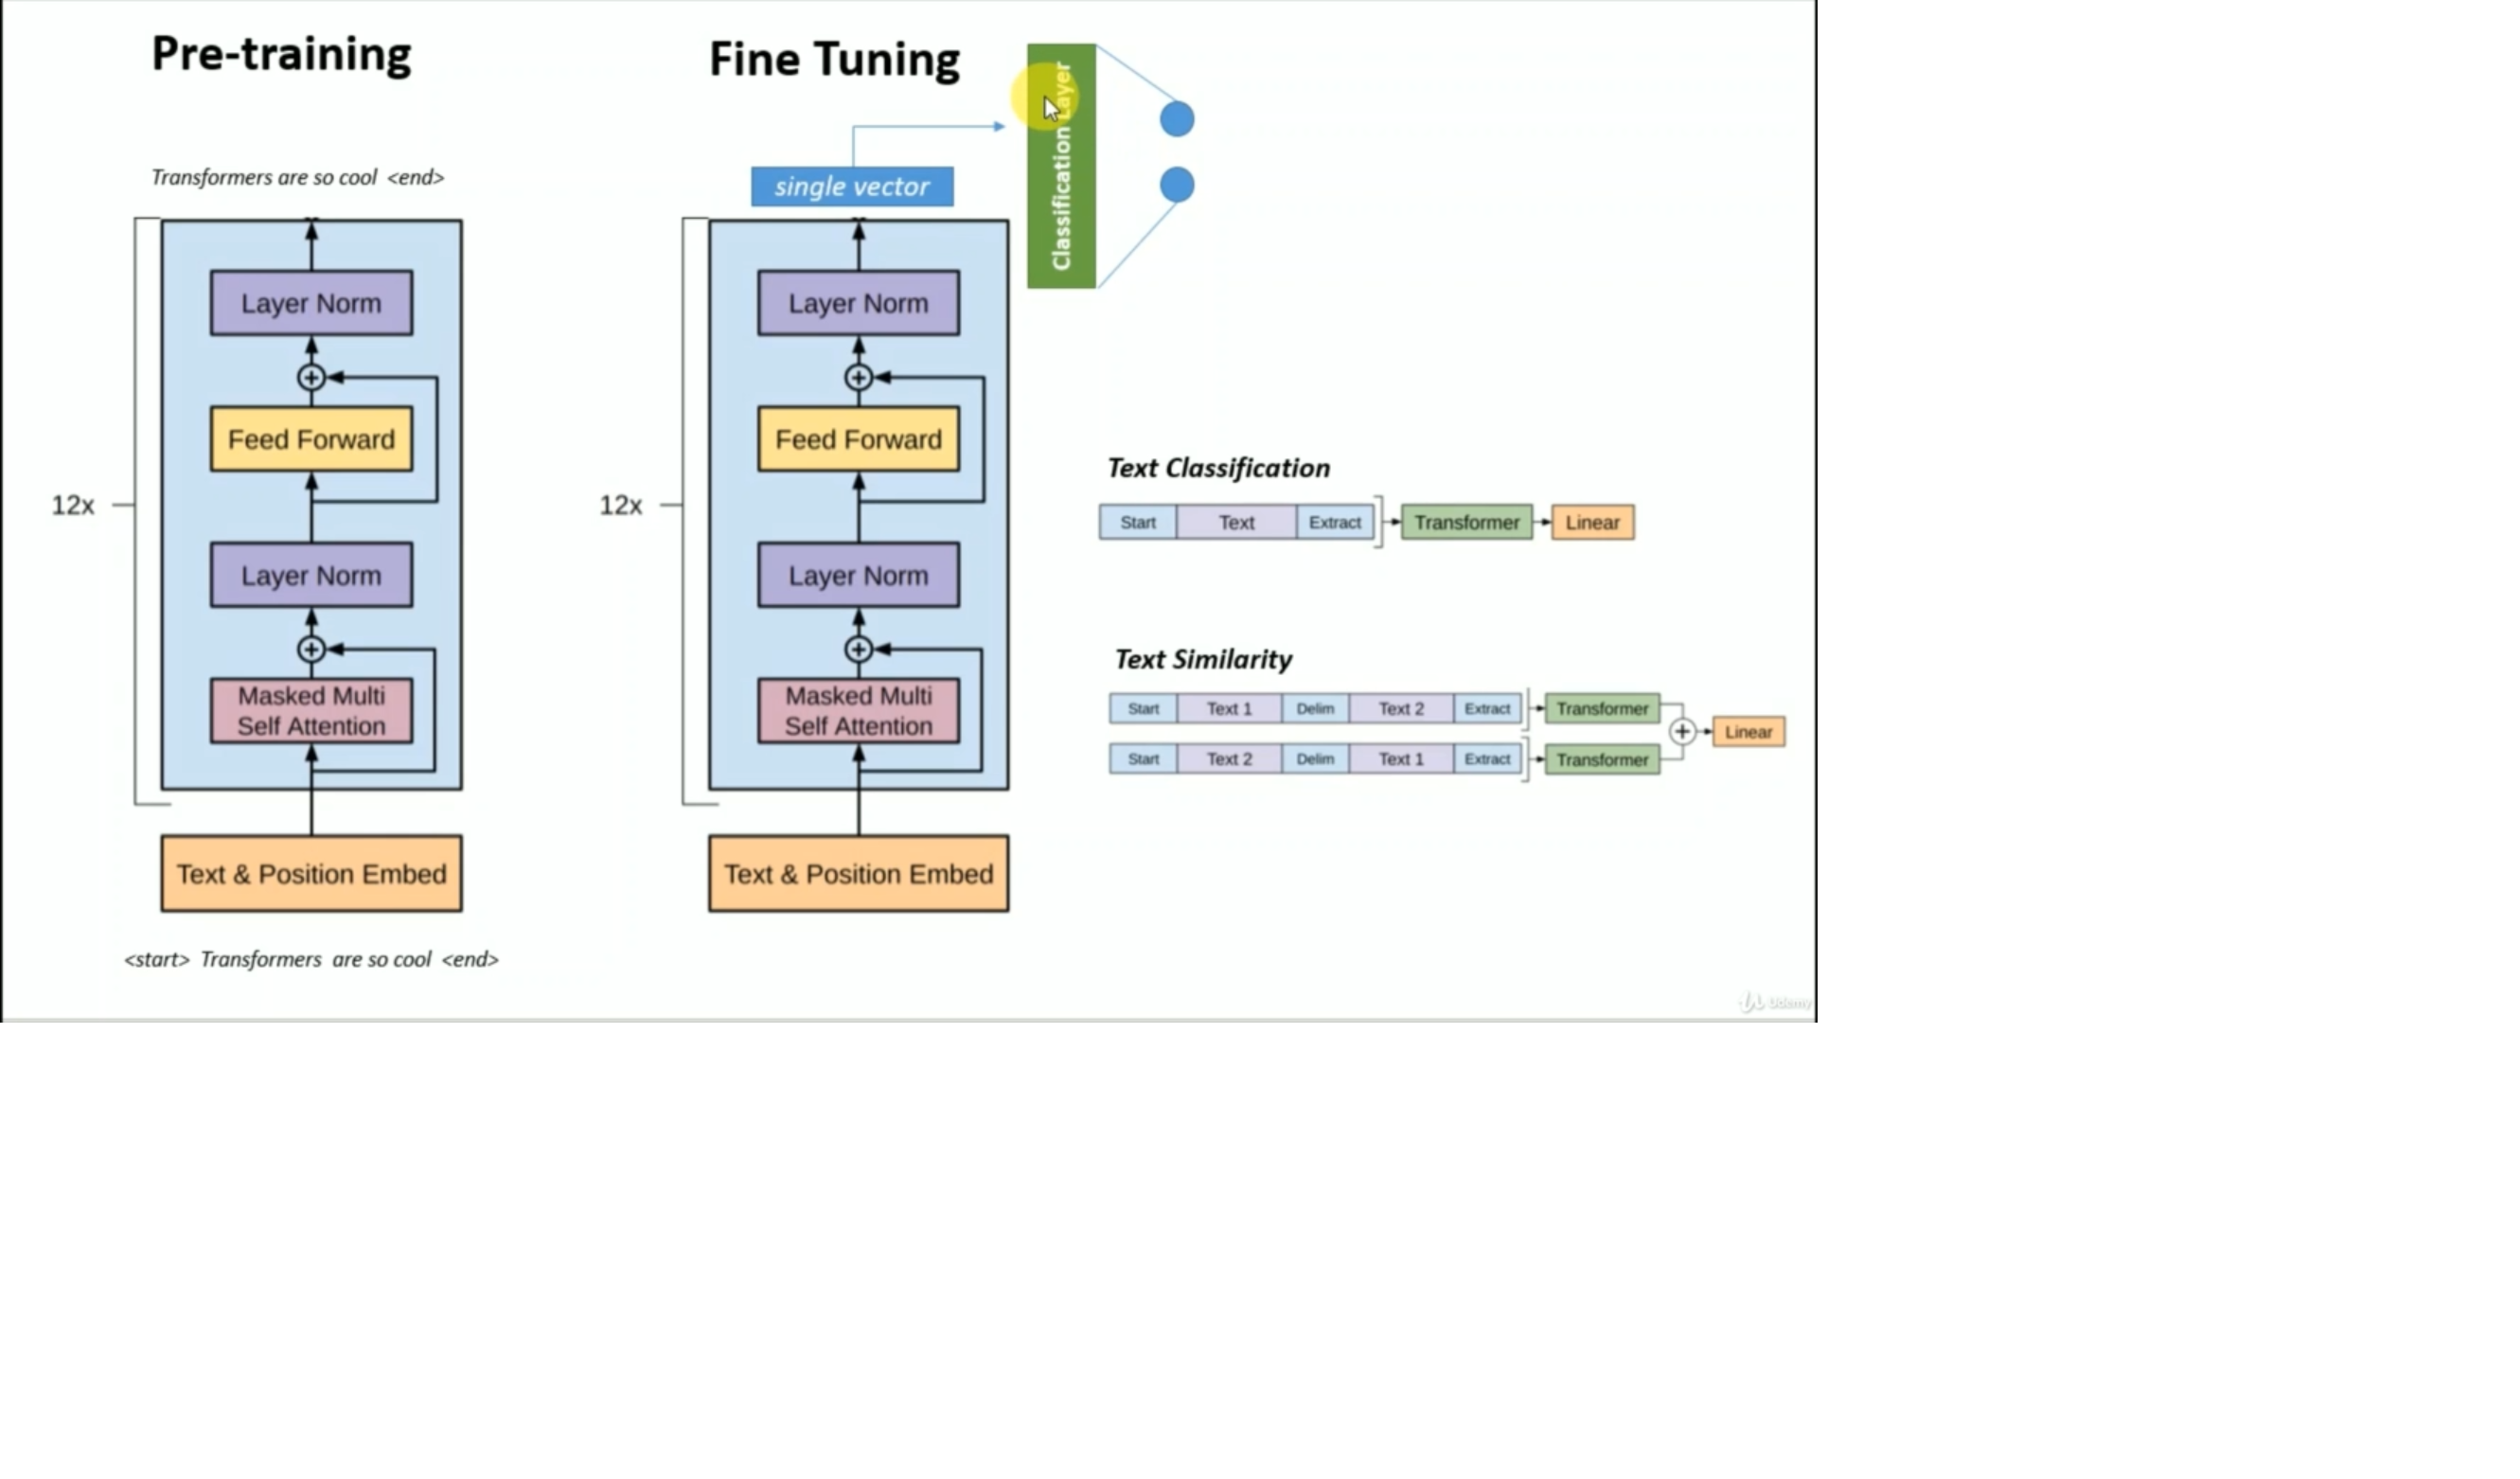 Pre-training
Transformers are so cool <end>
Layer Norm
Feed Forward
12x
Layer Norm
Masked Multi
Self Attention
Text & Position Embed
<start> Transformers are so cool <end>
Fine Tuning
single vector
Classification Layer
Layer Norm
Feed Forward
12x
Layer Norm
Masked Multi
Self Attention
Text & Position Embed
Text Classification
Start Text Extract Transformer Linear
Text Similarity
Start Text 1 Delim Text 2 Extract Transformer
Linear
Start Text 2 Delim Text 1 Extract Transformer
Udemy